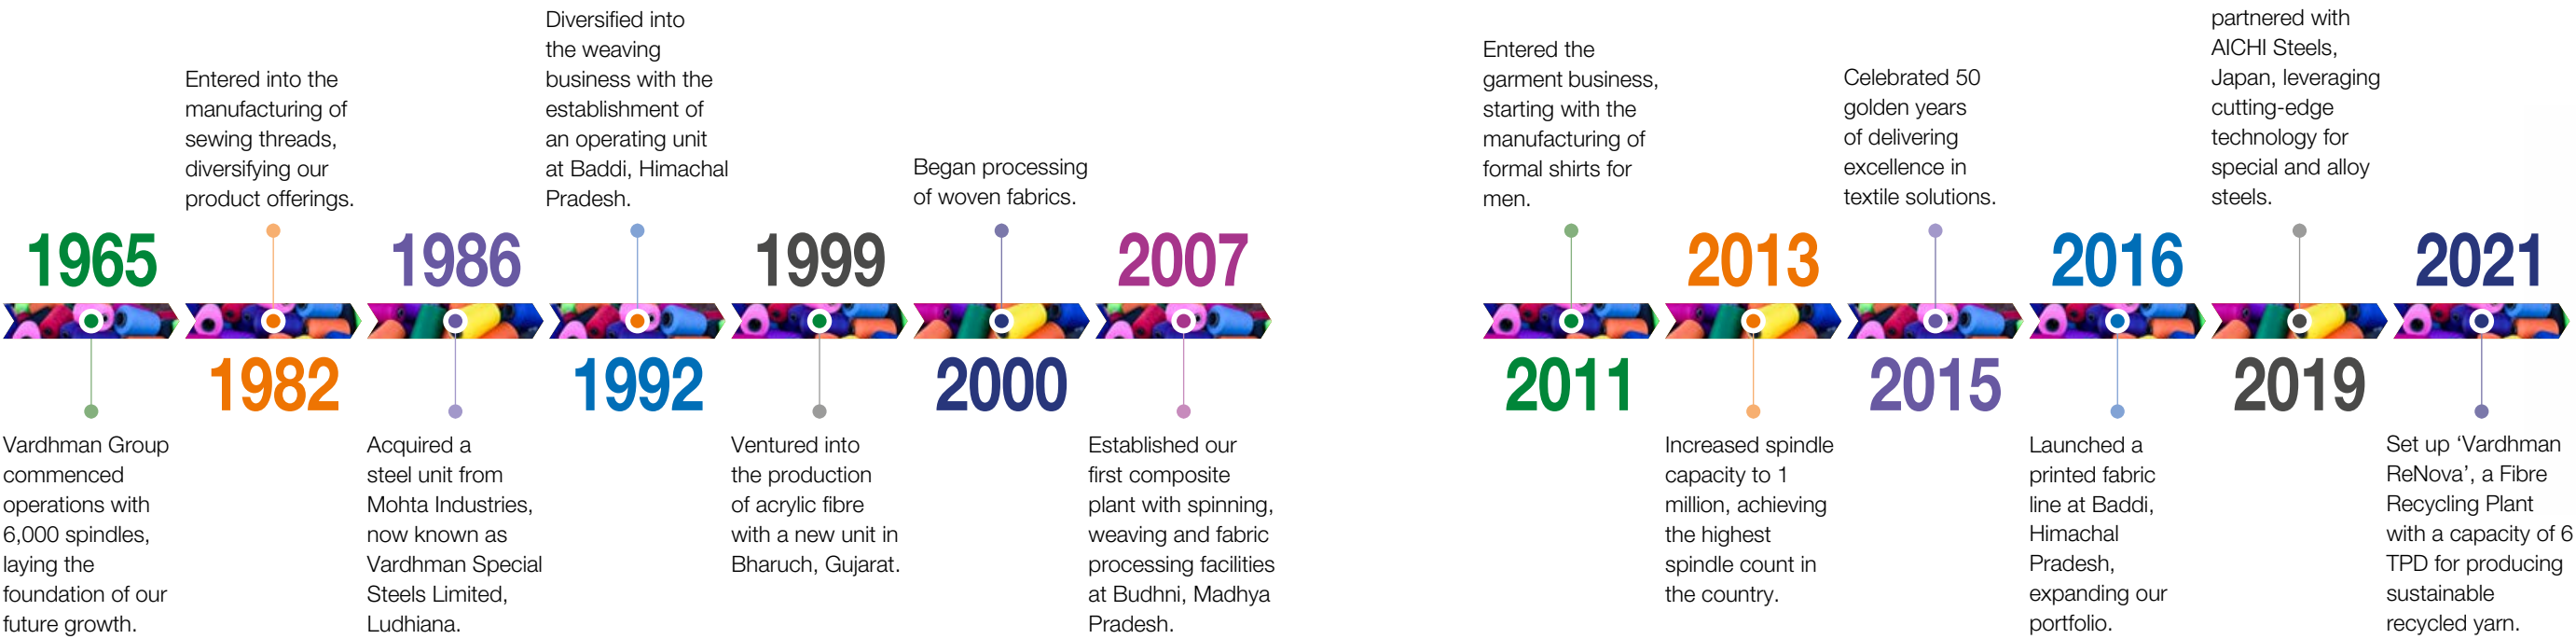 1965
Vardhman Group
commenced
operations with
6,000 spindles,
laying the
foundation of our
future growth.
Entered into the
manufacturing of
sewing threads,
diversifying our
product offerings.
1982
1986
Acquired a
steel unit from
Mohta Industries,
now known as
Vardhman Special
Steels Limited,
Ludhiana.
Diversified into
the weaving
business with the
establishment of
an operating unit
at Baddi, Himachal
Pradesh.
1992
1999
Ventured into
the production
of acrylic fibre
with a new unit in
Bharuch, Gujarat.
Began processing
of woven fabrics.
2000
2007
Established our
first composite
plant with spinning,
weaving and fabric
processing facilities
at Budhni, Madhya
Pradesh.
Entered the
garment business,
starting with the
manufacturing of
formal shirts for
men.
2011
2013
Increased spindle
capacity to 1
million, achieving
the highest
spindle count in
the country.
Celebrated 50
golden years
of delivering
excellence in
textile solutions.
2015
2016
Launched a
printed fabric
line at Baddi,
Himachal
Pradesh,
expanding our
portfolio.
partnered with
AICHI Steels,
Japan, leveraging
cutting-edge
technology for
special and alloy
steels.
2019
2021
Set up ‘Vardhman
ReNova’, a Fibre
Recycling Plant
with a capacity of 6
TPD for producing
sustainable
recycled yarn.